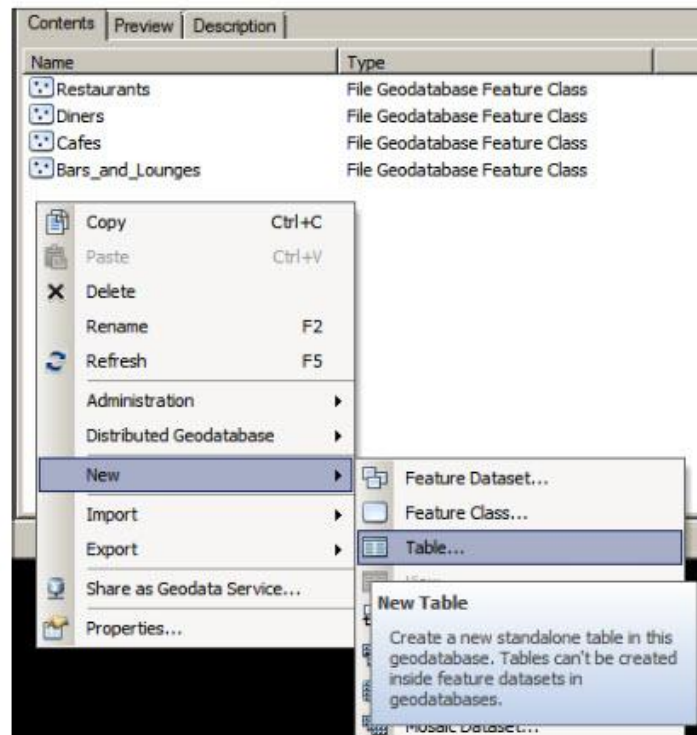 Contents Preview Description
Name Type
Restaurants File Geodatabase Feature Class
Diners File Geodatabase Feature Class
Cafes File Geodatabase Feature Class
Bars_and_Lounges File Geodatabase Feature Class
Copy Ctrl+C
Paste Ctrl+V
Delete
Rename F2
Refresh F5
Administration
Distributed Geodatabase
New
Import
Export
Share as Geodata Service...
Properties...
Feature Dataset...
Feature Class...
Table...
New Table
Create a new standalone table in this
geodatabase. Tables can't be created
inside feature datasets in
geodatabases.
Mosaic Dataset...